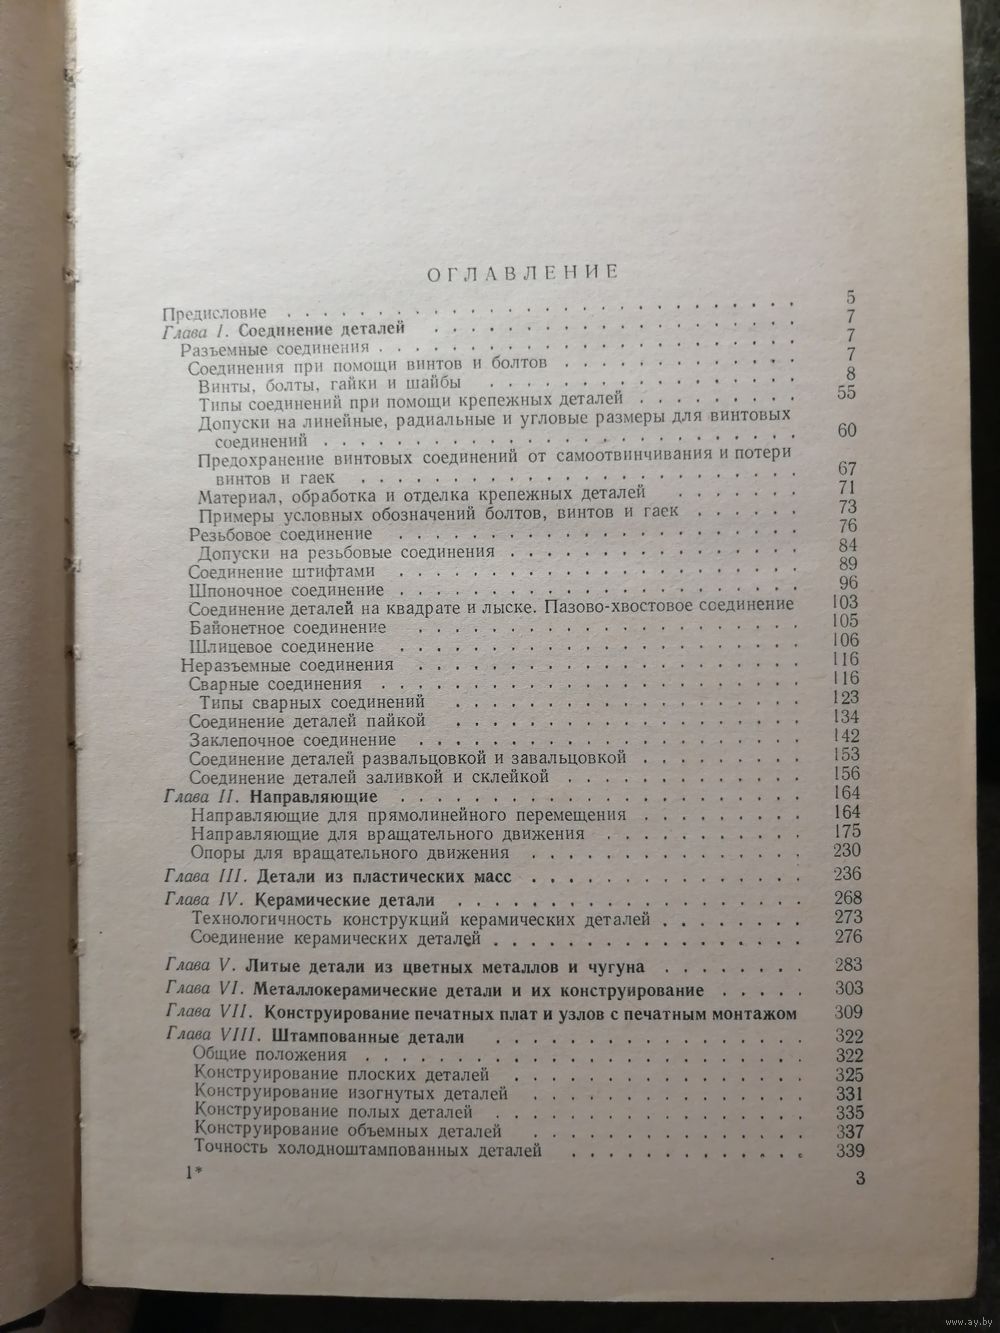 ОГЛАВЛЕНИЕ
Предисловие . . . 5
Глава I. Соединение деталей . . . 7
Разъемные соединения . . . 7
Соединения при помощи винтов и болтов . . . 7
Винты, болты, гайки и шайбы . . . 8
Типы соединений при помощи крепежных деталей . . . 55
Допуски на линейные, радиальные и угловые размеры для винтовых
соединений . . . 60
Предохранение винтовых соединений от самоотвинчивания и потери
винтов и гаек . . . 67
Материал, обработка и отделка крепежных деталей . . . 71
Примеры условных обозначений болтов, винтов и гаек . . . 73
Резьбовое соединение . . . 76
Допуски на резьбовые соединения . . . 84
Соединение штифтами . . . 89
Шпоночное соединение . . . 96
Соединение деталей на квадрате и лыске. Пазово-хвостовое соединение 103
Байонетное соединение . . . 105
Шлицевое соединение . . . 106
Неразъемные соединения . . . 116
Сварные соединения . . . 116
Типы сварных соединений . . . 123
Соединение деталей пайкой . . . 134
Заклепочное соединение . . . 142
Соединение деталей развальцовкой и завальцовкой . . . 153
Соединение деталей заливкой и склейкой . . . 156
Глава II. Направляющие . . . 164
Направляющие для прямолинейного перемещения . . . 164
Направляющие для вращательного движения . . . 175
Опоры для вращательного движения . . . 230
Глава III. Детали из пластических масс . . . 236
Глава IV. Керамические детали . . . 268
Технологичность конструкций керамических деталей . . . 273
Соединение керамических деталей . . . 276
Глава V. Литые детали из цветных металлов и чугуна . . . 283
Глава VI. Металлокерамические детали и их конструирование . . . 303
Глава VII. Конструирование печатных плат и узлов с печатным монтажом 309
Глава VIII. Штампованные детали . . . 322
Общие положения . . . 322
Конструирование плоских деталей . . . 325
Конструирование изогнутых деталей . . . 331
Конструирование полых деталей . . . 335
Конструирование объемных деталей . . . 337
Точность холодноштампованных деталей . . . 339
1* 3
www.ay.by